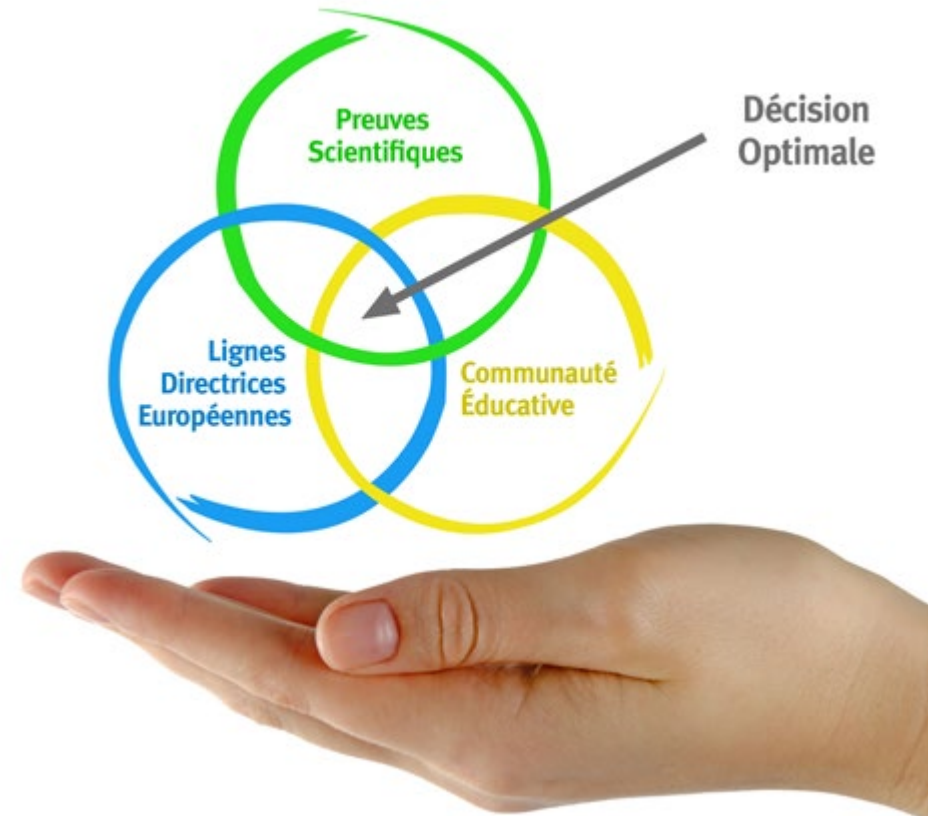 Preuves
Scientifiques
Décision
Optimale
Lignes
Directrices
Européennes
Communauté
Éducative